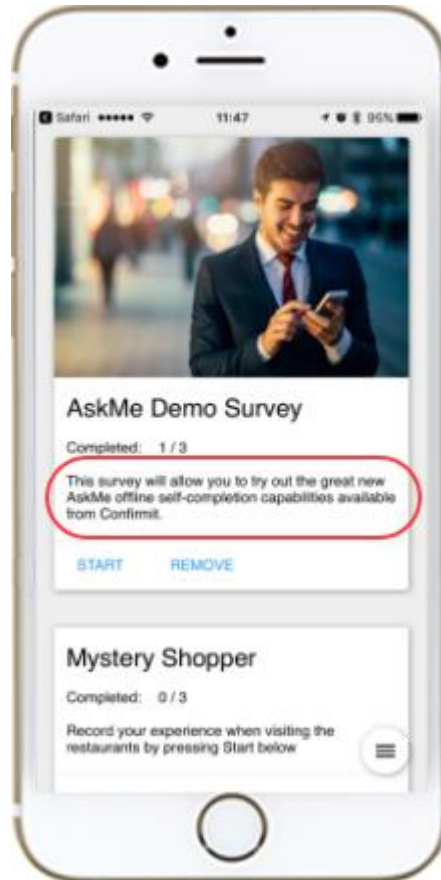 Safari
11:47
95%
AskMe Demo Survey
Completed: 1 / 3
This survey will allow you to try out the great new
AskMe offline self-completion capabilities available
from Confirmit.
START REMOVE
Mystery Shopper
Completed: 0 / 3
Record your experience when visiting the
restaurants by pressing Start below